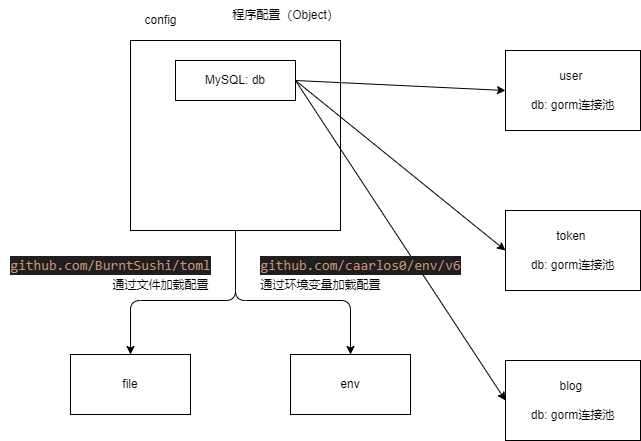 config
程序配置（Object）
MySQL: db
user
db: gorm连接池
token
db: gorm连接池
github.com/BurntSushi/toml
通过文件加载配置
github.com/caarlos0/env/v6
通过环境变量加载配置
file
env
blog
db: gorm连接池